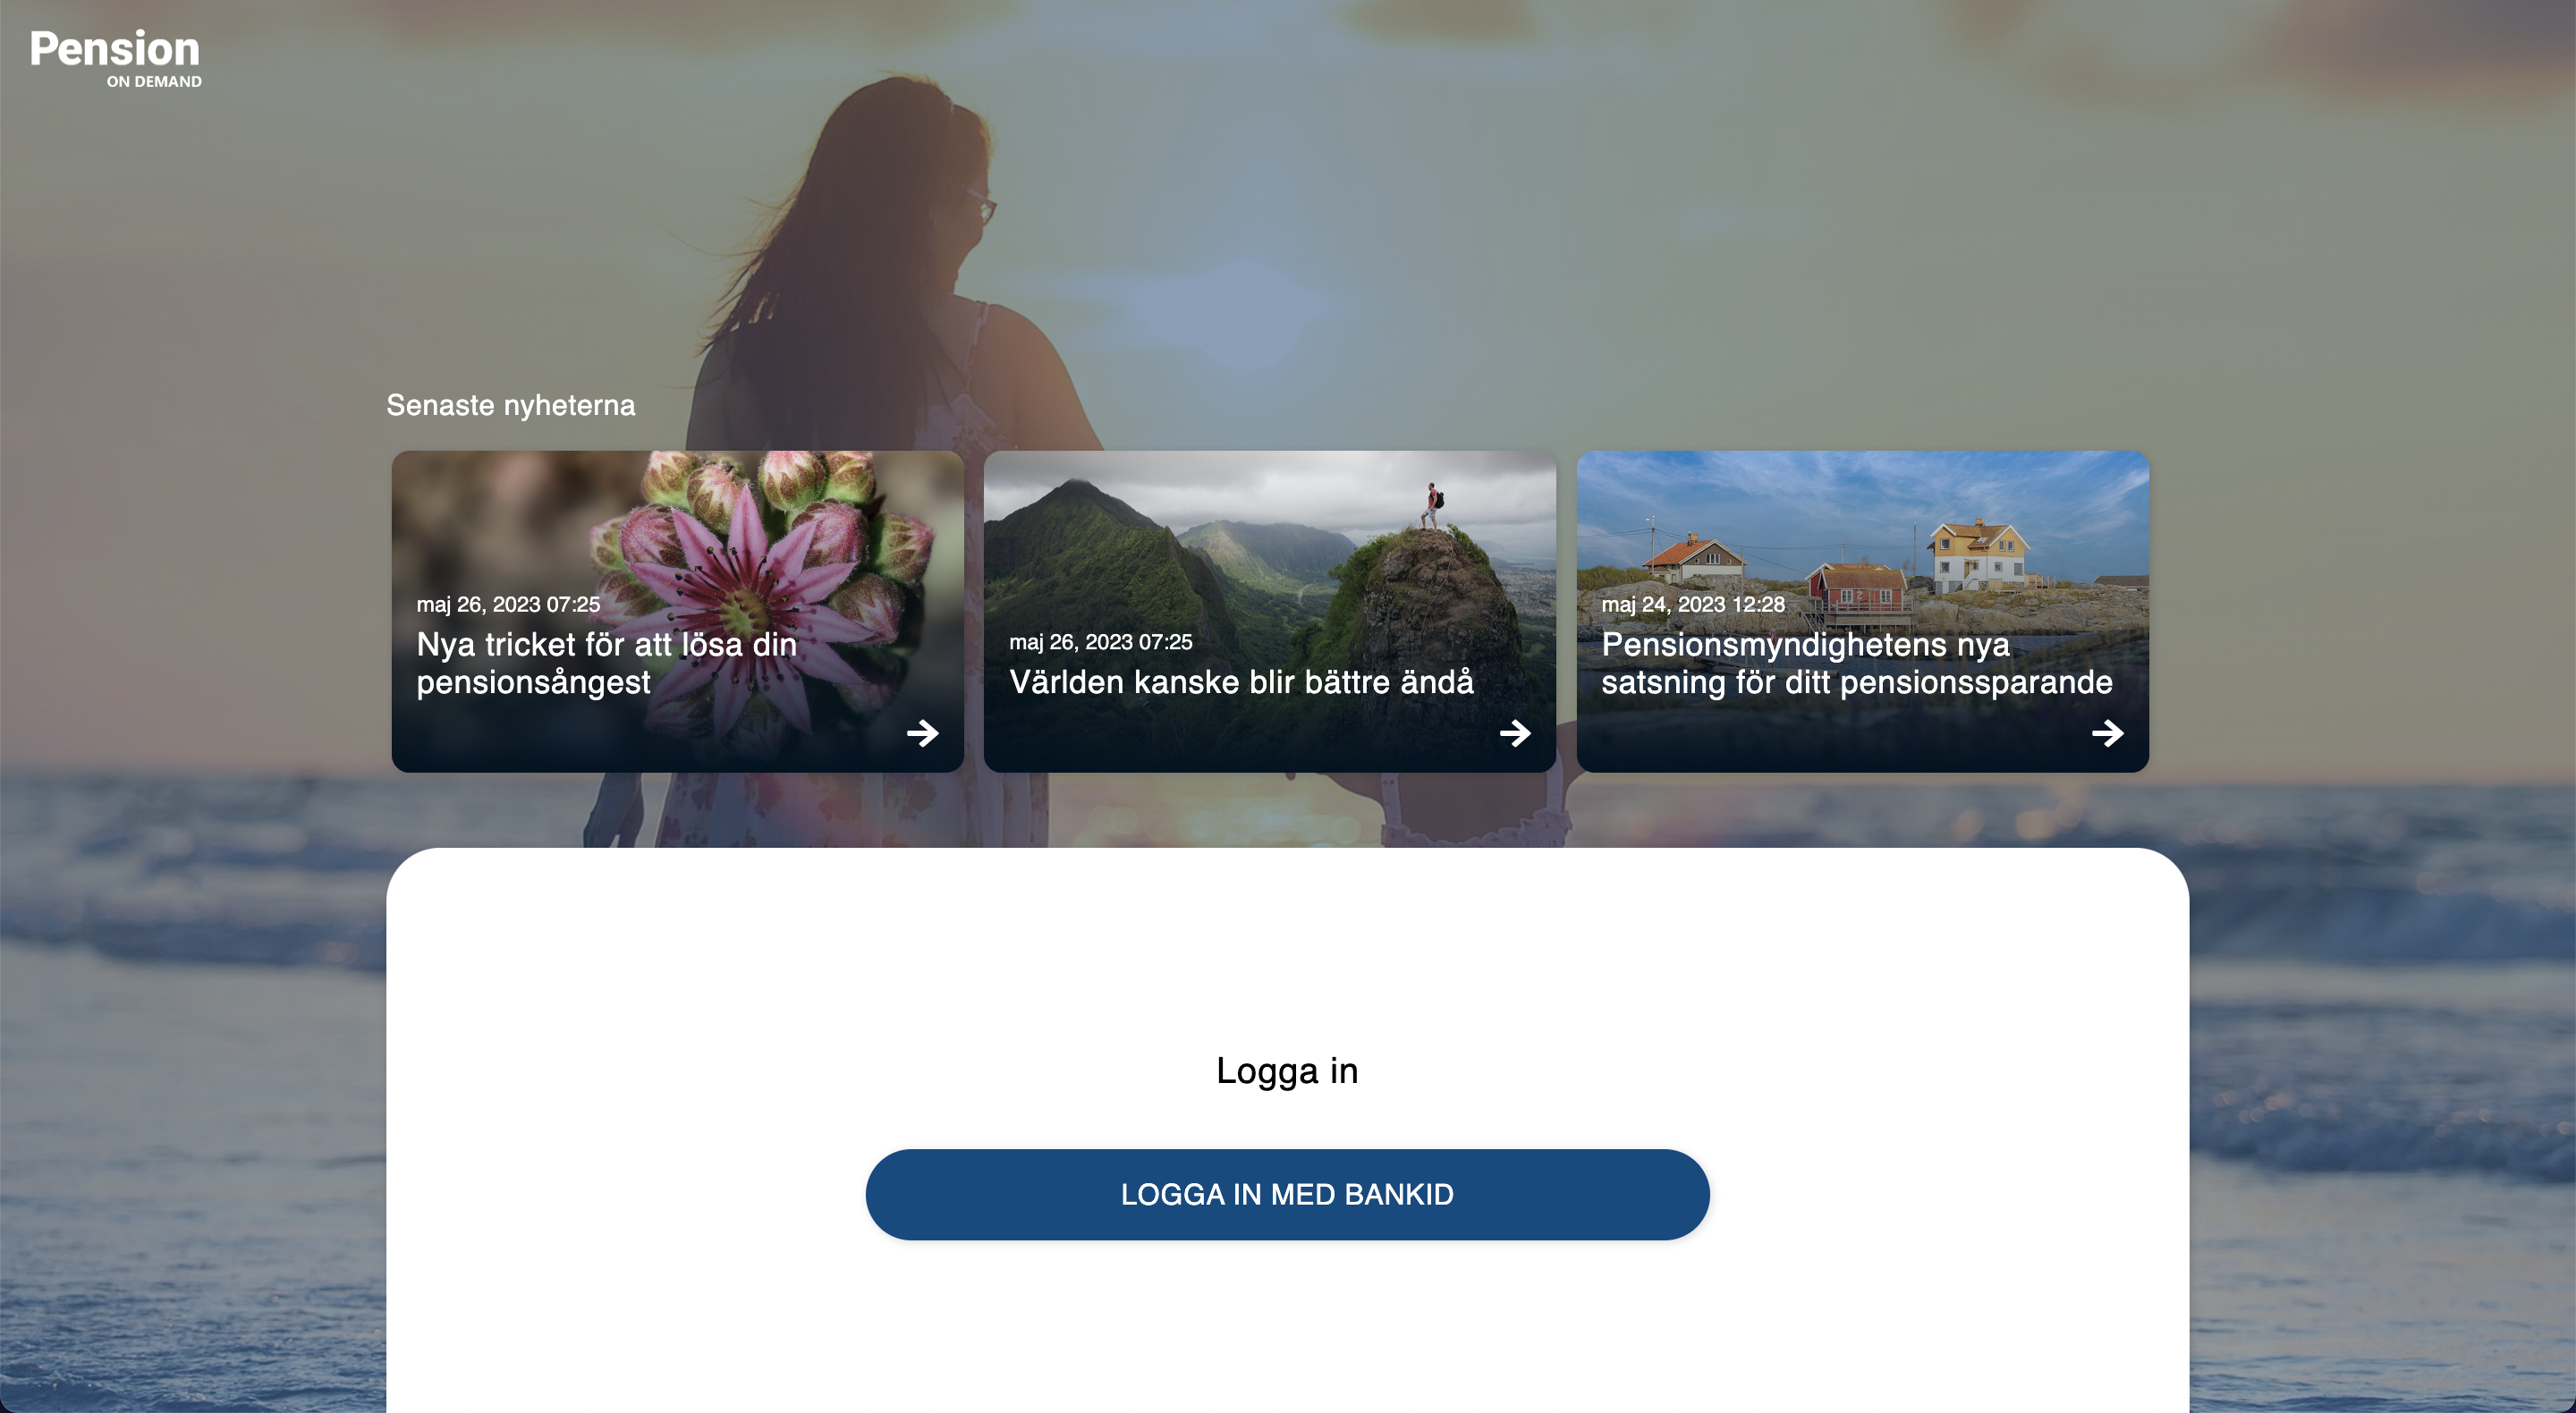 Pension
ON DEMAND
Senaste nyheterna
maj 26, 2023 07:25
Nya tricket för att lösa din
pensionsångest
maj 26, 2023 07:25
Världen kanske blir bättre ändå
maj 24, 2023 12:28
Pensionsmyndighetens nya
satsning för ditt pensionssparande
Logga in
LOGGA IN MED BANKID